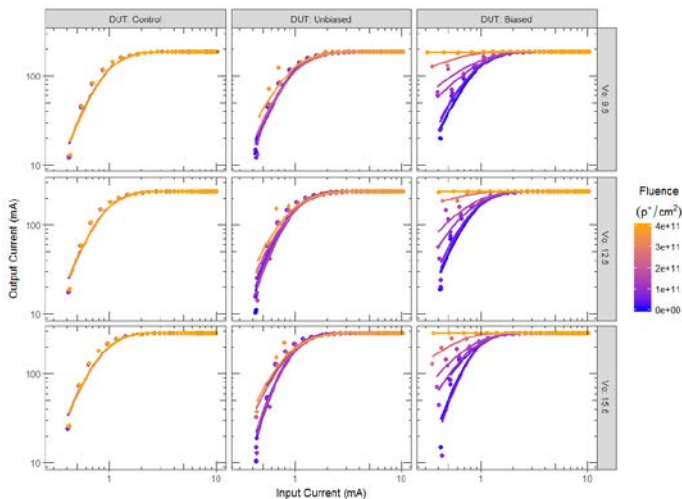 DUT: Control DUT: Unbiased DUT: Biased
100
10
Vo: 9.5
100
10
Vo: 12.5
100
10
Vo: 15.5
1 10 1 10 1 10
Output Current (mA)
Input Current (mA)
Fluence
(p⁺/cm²)
4e+11
3e+11
2e+11
1e+11
0e+00